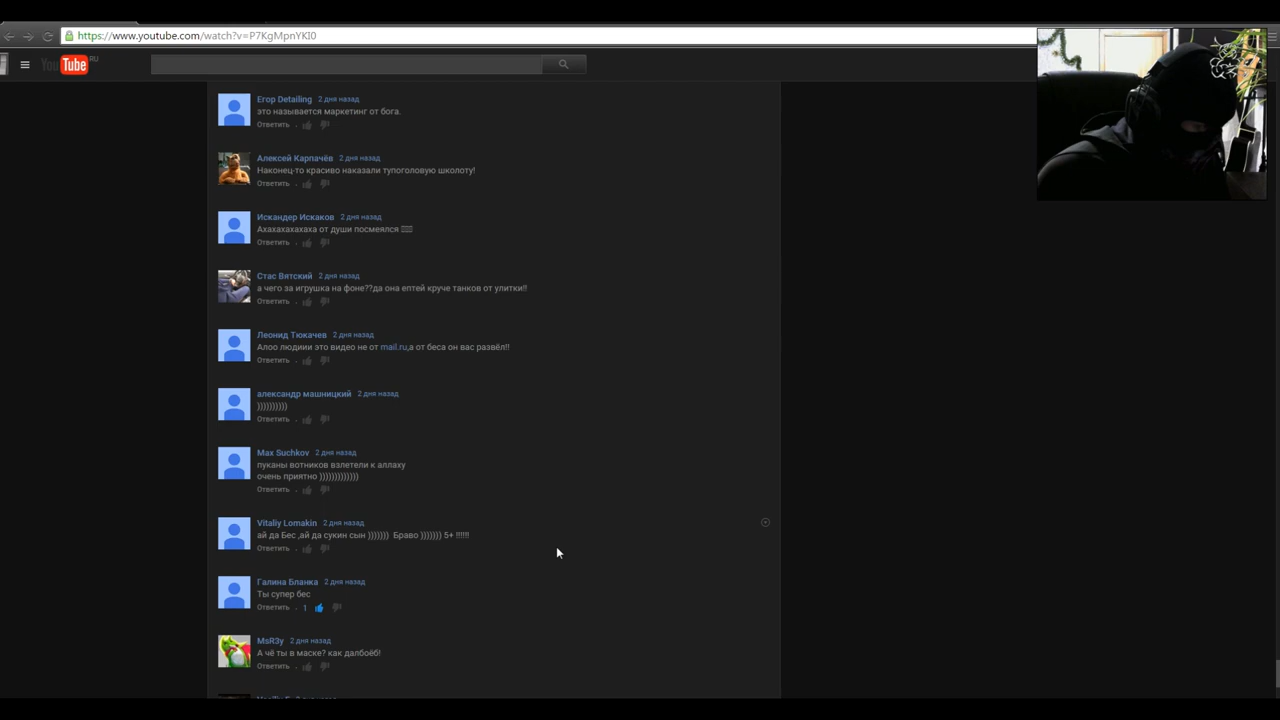 https://www.youtube.com/watch?v=P7KgMpnYKI0
YouTube RU
Егор Detailing 2 дня назад
это называется маркетинг от бога.
Ответить
Алексей Карпачёв 2 дня назад
Наконец-то красиво наказали тупоголовую школоту!
Ответить
Искандер Искаков 2 дня назад
Ахахахахахаха от души посмеялся
Ответить
Стас Вятский 2 дня назад
а чего за игрушка на фоне??да она ептей круче танков от улитки!!
Ответить
Леонид Тюкачев 2 дня назад
Алоо людиии это видео не от mail.ru,а от беса он вас развёл!!
Ответить
александр машницкий 2 дня назад
))))))))))
Ответить
Max Suchkov 2 дня назад
пуканы вотников взлетели к аллаху
очень приятно )))))))))))))
Ответить
Vitaliy Lomakin 2 дня назад
ай да Бес ,ай да сукин сын ))))))) Браво ))))))) 5+ !!!!!!
Ответить
Галина Бланка 2 дня назад
Ты супер бес
Ответить 1
MsR3y 2 дня назад
А чё ты в маске? как далбоёб!
Ответить